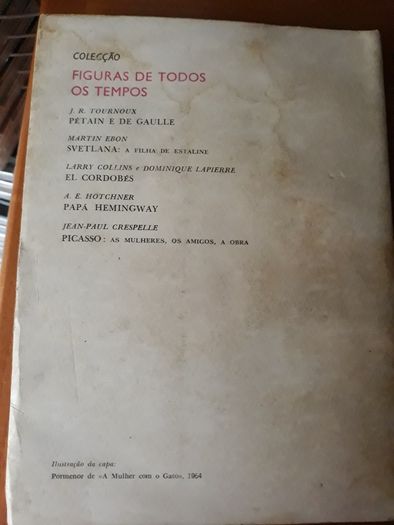 COLECÇÃO
FIGURAS DE TODOS
OS TEMPOS
J. R. TOURNOUX
PÉTAIN E DE GAULLE
MARTIN EBON
SVETLANA: A FILHA DE ESTALINE
LARRY COLLINS e DOMINIQUE LAPIERRE
EL CORDOBÉS
A. E. HOTCHNER
PAPÁ HEMINGWAY
JEAN-PAUL CRESPELLE
PICASSO: AS MULHERES, OS AMIGOS, A OBRA
Ilustração da capa:
Pormenor de «A Mulher com o Gato», 1964